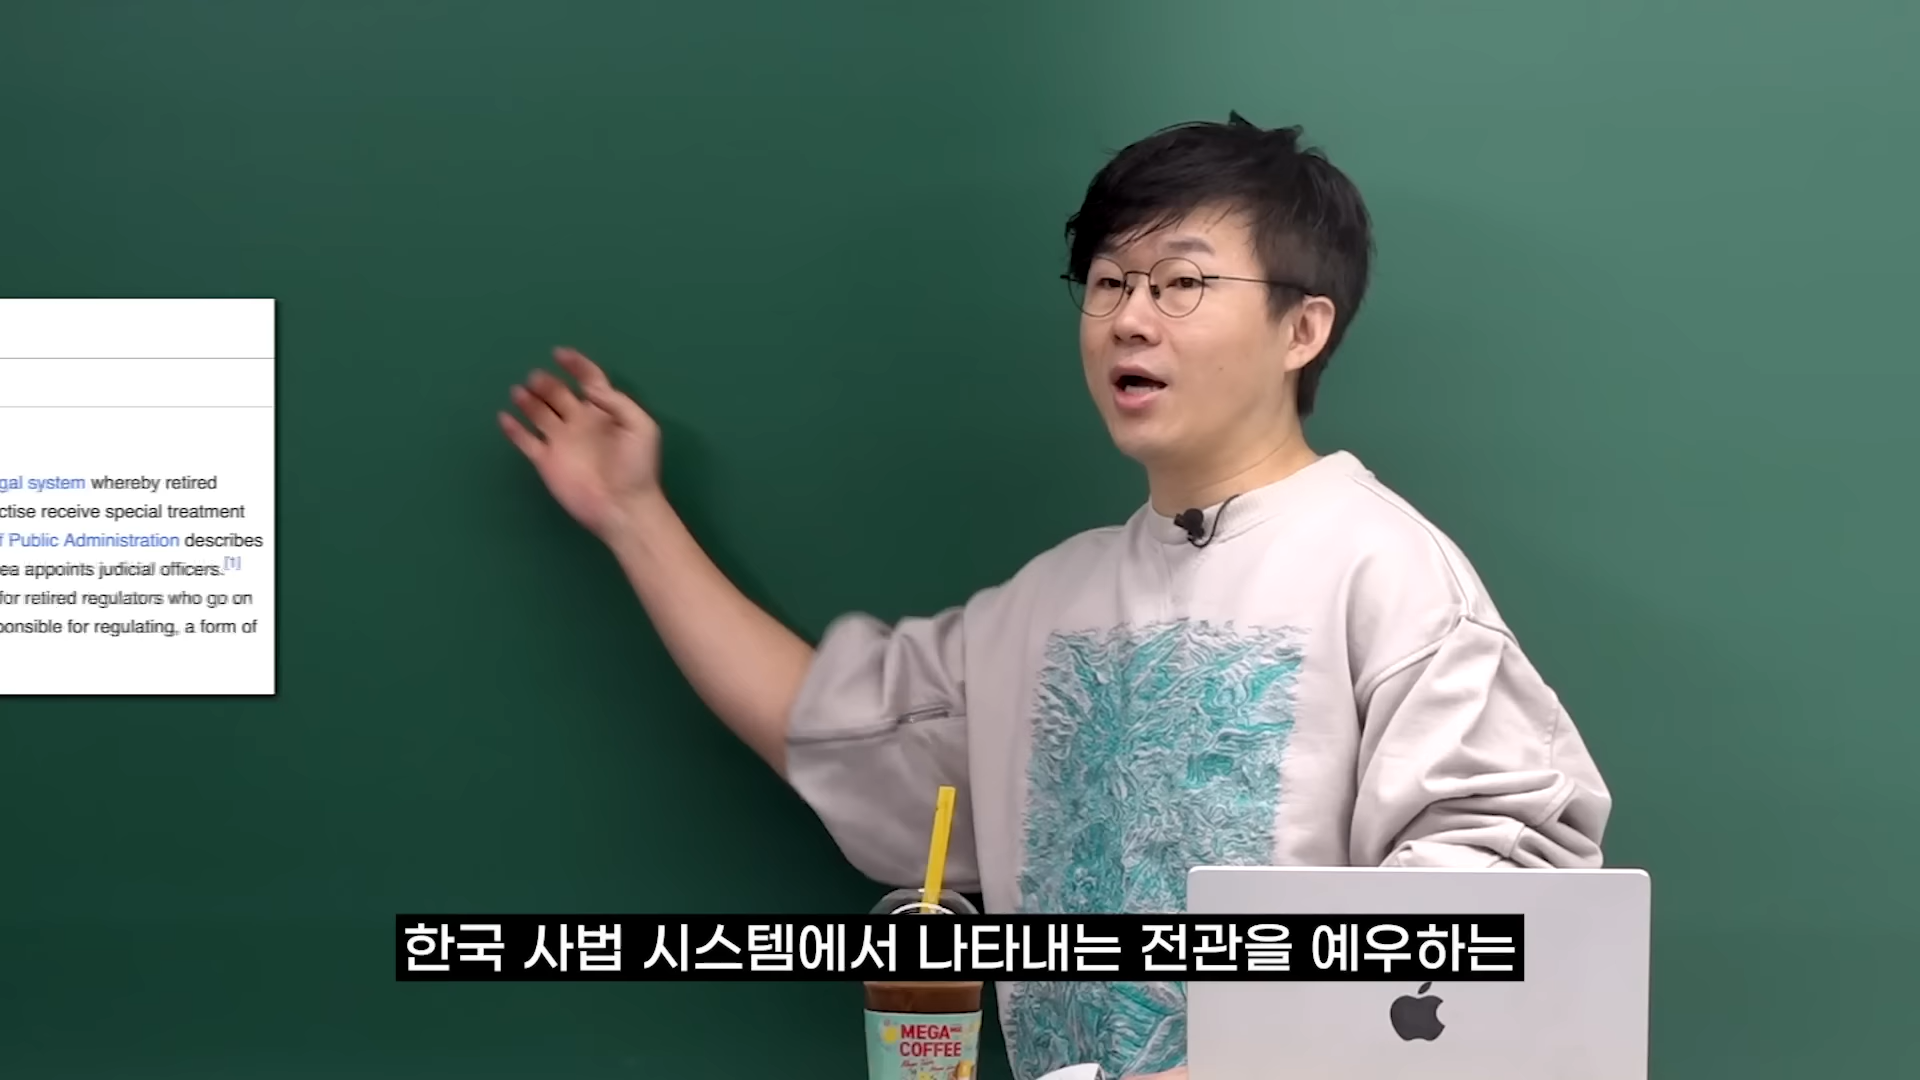 gal system whereby retired
ctise receive special treatment
f Public Administration describes
ea appoints judicial officers.[1]
for retired regulators who go on
ponsible for regulating, a form of
한국 사법 시스템에서 나타내는 전관을 예우하는
MEGA
COFFEE